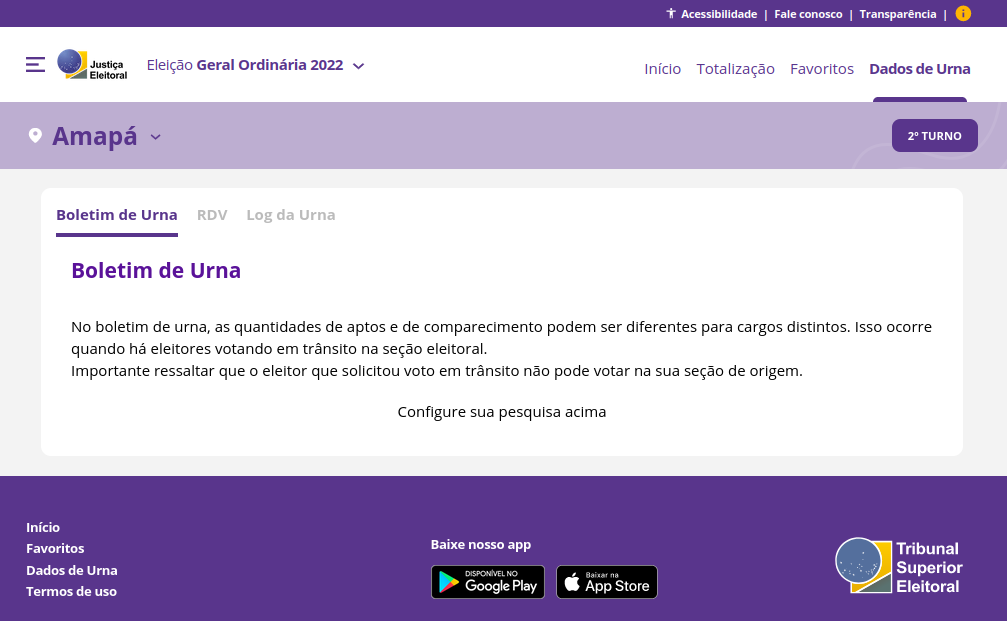 Acessibilidade | Fale conosco | Transparência |
Justiça
Eleitoral
Eleição Geral Ordinária 2022
Início Totalização Favoritos Dados de Urna
Amapá
2º TURNO
Boletim de Urna RDV Log da Urna
Boletim de Urna
No boletim de urna, as quantidades de aptos e de comparecimento podem ser diferentes para cargos distintos. Isso ocorre
quando há eleitores votando em trânsito na seção eleitoral.
Importante ressaltar que o eleitor que solicitou voto em trânsito não pode votar na sua seção de origem.
Configure sua pesquisa acima
Início
Favoritos
Dados de Urna
Termos de uso
Baixe nosso app
DISPONÍVEL NO
Google Play
Baixar na
App Store
Tribunal
Superior
Eleitoral